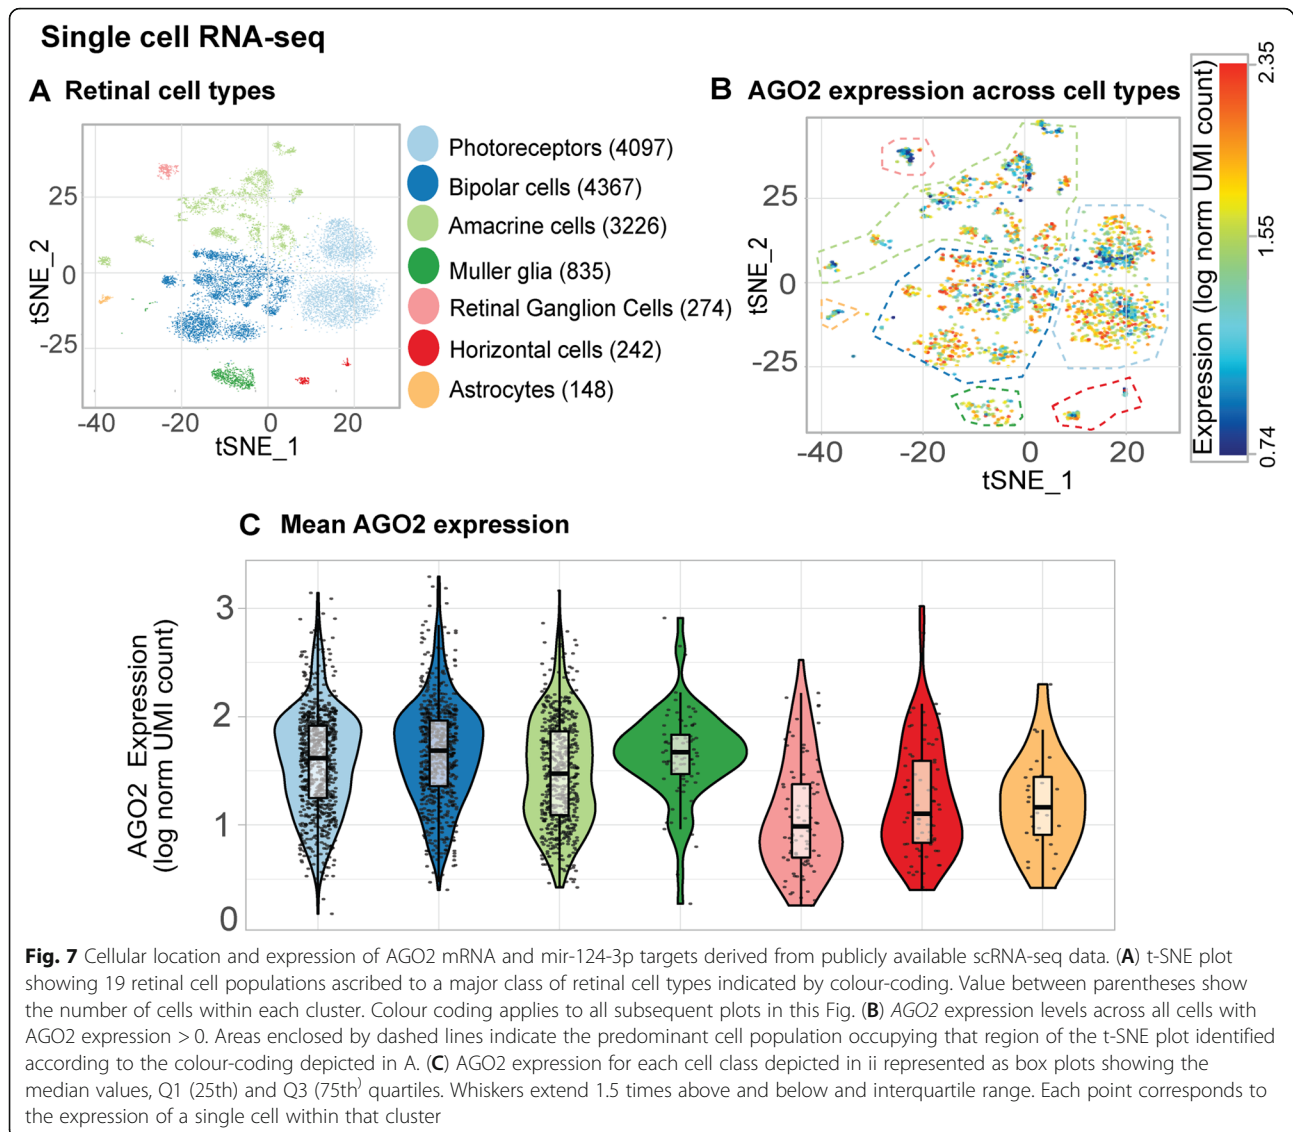 Single cell RNA-seq
A Retinal cell types
25
0
-25
-40 -20 0 20
tSNE_1
tSNE_2
Photoreceptors (4097)
Bipolar cells (4367)
Amacrine cells (3226)
Muller glia (835)
Retinal Ganglion Cells (274)
Horizontal cells (242)
Astrocytes (148)
B AGO2 expression across cell types
25
0
-25
-40 -20 0 20
tSNE_1
tSNE_2
Expression (log norm UMI count)
2.35
1.55
0.74
C Mean AGO2 expression
AGO2 Expression
(log norm UMI count)
3
2
1
0
Fig. 7 Cellular location and expression of AGO2 mRNA and mir-124-3p targets derived from publicly available scRNA-seq data. (A) t-SNE plot
showing 19 retinal cell populations ascribed to a major class of retinal cell types indicated by colour-coding. Value between parentheses show
the number of cells within each cluster. Colour coding applies to all subsequent plots in this Fig. (B) AGO2 expression levels across all cells with
AGO2 expression > 0. Areas enclosed by dashed lines indicate the predominant cell population occupying that region of the t-SNE plot identified
according to the colour-coding depicted in A. (C) AGO2 expression for each cell class depicted in ii represented as box plots showing the
median values, Q1 (25th) and Q3 (75th) quartiles. Whiskers extend 1.5 times above and below and interquartile range. Each point corresponds to
the expression of a single cell within that cluster